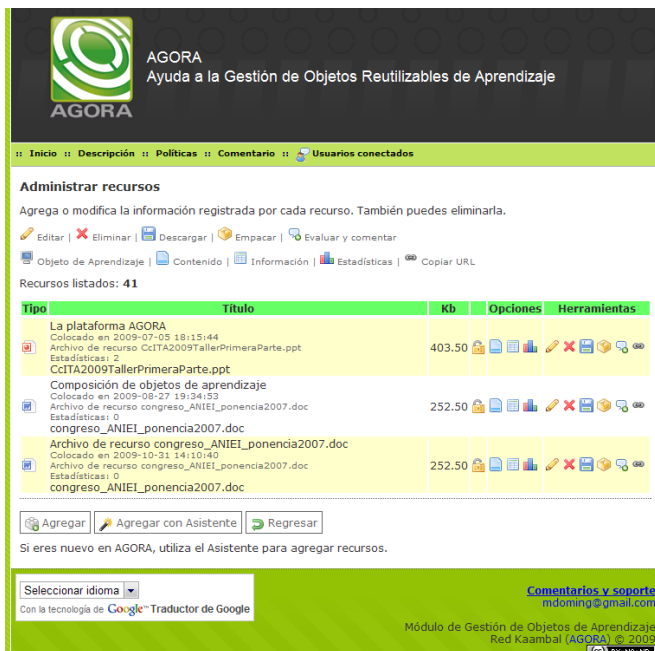 AGORA
Ayuda a la Gestión de Objetos Reutilizables de Aprendizaje
AGORA
:: Inicio :: Descripción :: Políticas :: Comentario :: Usuarios conectados
Administrar recursos
Agrega o modifica la información registrada por cada recurso. También puedes eliminarla.
Editar | Eliminar | Descargar | Empacar | Evaluar y comentar
Objeto de Aprendizaje | Contenido | Información | Estadísticas | Copiar URL
Recursos listados: 41
Tipo Título Kb Opciones Herramientas
La plataforma AGORA
Colocado en 2009-07-05 18:15:44
Archivo de recurso CcITA2009TallerPrimeraParte.ppt
Estadísticas: 2
CcITA2009TallerPrimeraParte.ppt
403.50
Composición de objetos de aprendizaje
Colocado en 2009-08-27 19:34:53
Archivo de recurso congreso_ANIEI_ponencia2007.doc
Estadísticas: 0
congreso_ANIEI_ponencia2007.doc
252.50
Archivo de recurso congreso_ANIEI_ponencia2007.doc
Colocado en 2009-10-31 14:10:40
Archivo de recurso congreso_ANIEI_ponencia2007.doc
Estadísticas: 0
congreso_ANIEI_ponencia2007.doc
252.50
Agregar Agregar con Asistente Regresar
Si eres nuevo en AGORA, utiliza el Asistente para agregar recursos.
Seleccionar idioma
Con la tecnología de Google™ Traductor de Google
Comentarios y soporte
mdoming@gmail.com
Módulo de Gestión de Objetos de Aprendizaje
Red Kaambal (AGORA) © 2009